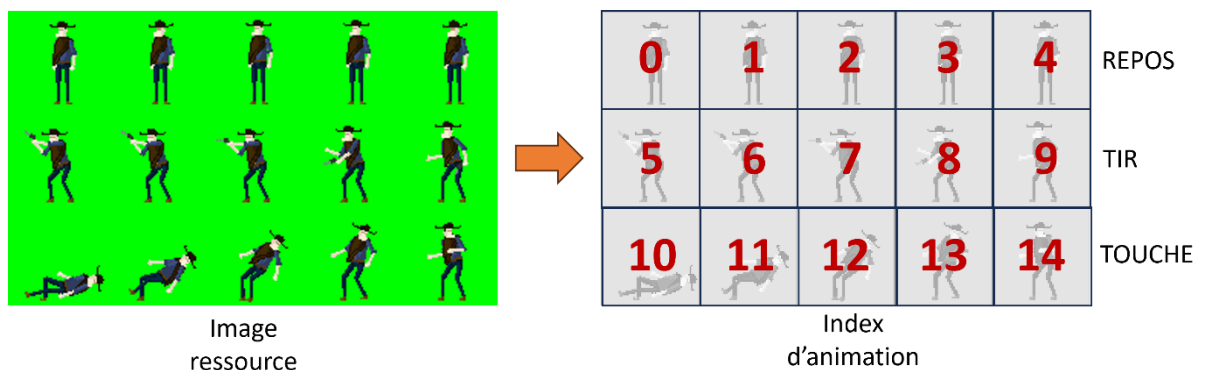 0 1 2 3 4 REPOS
5 6 7 8 9 TIR
10 11 12 13 14 TOUCHE
Image
ressource
Index
d’animation